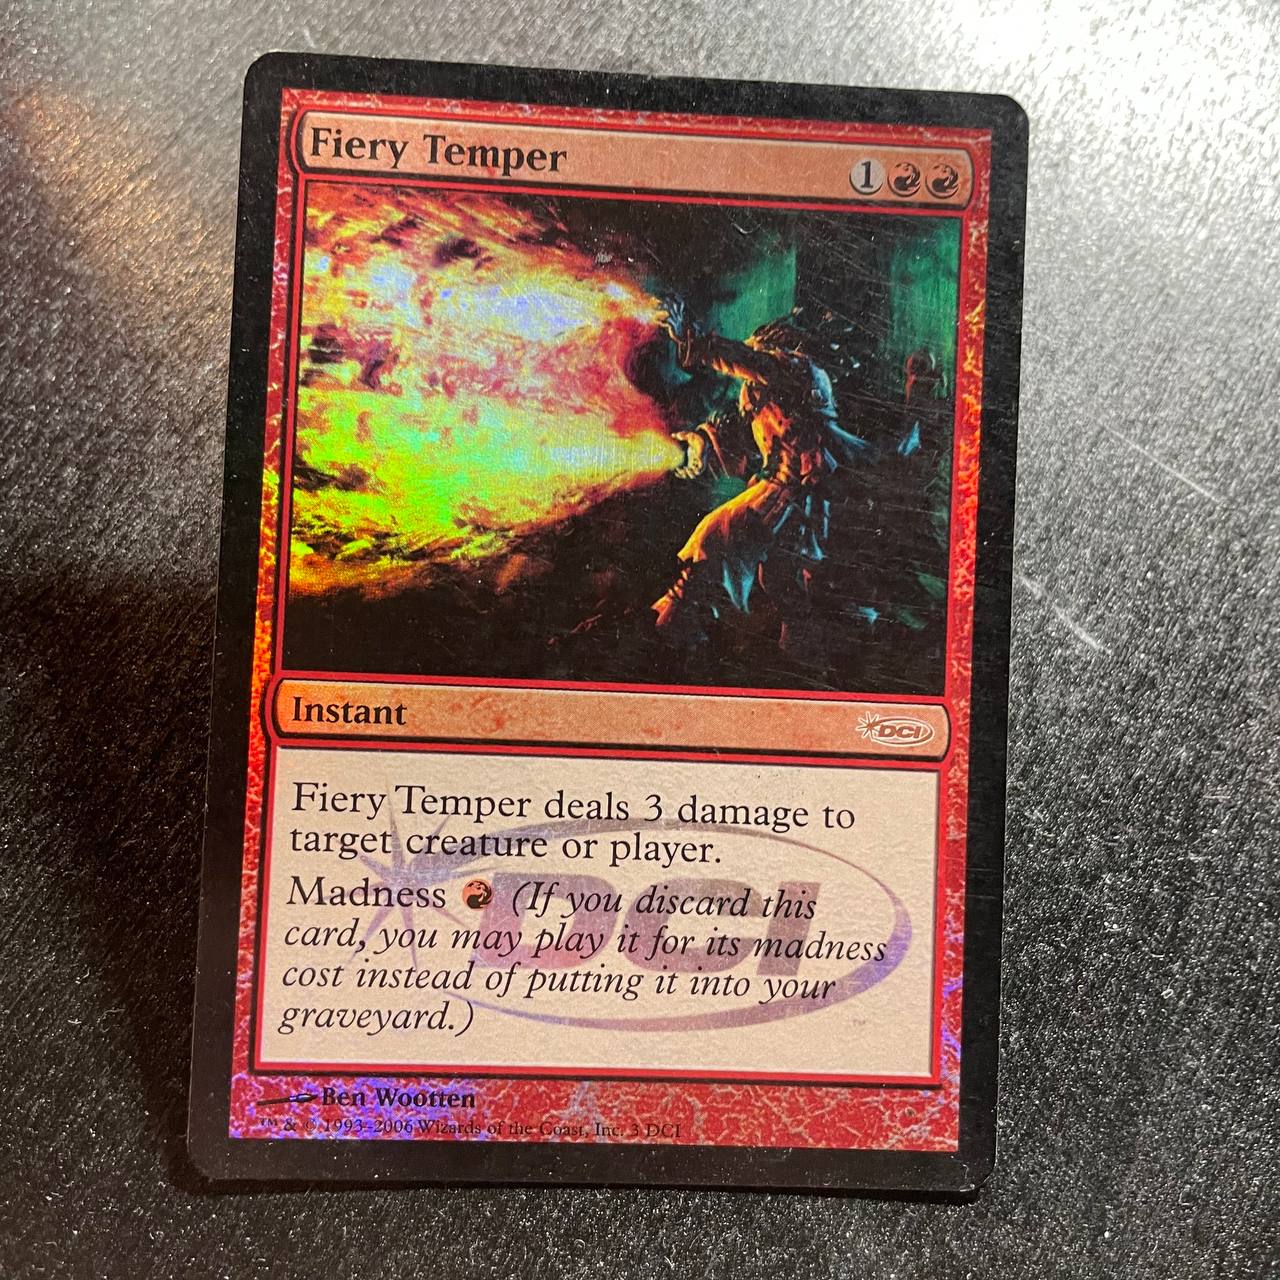 Fiery Temper
1
Instant
DCI
Fiery Temper deals 3 damage to
target creature or player.
Madness (If you discard this
card, you may play it for its madness
cost instead of putting it into your
graveyard.)
DCI
™
Ben Wootten
™ & © 1993–2006 Wizards of the Coast, Inc. 3 DCI